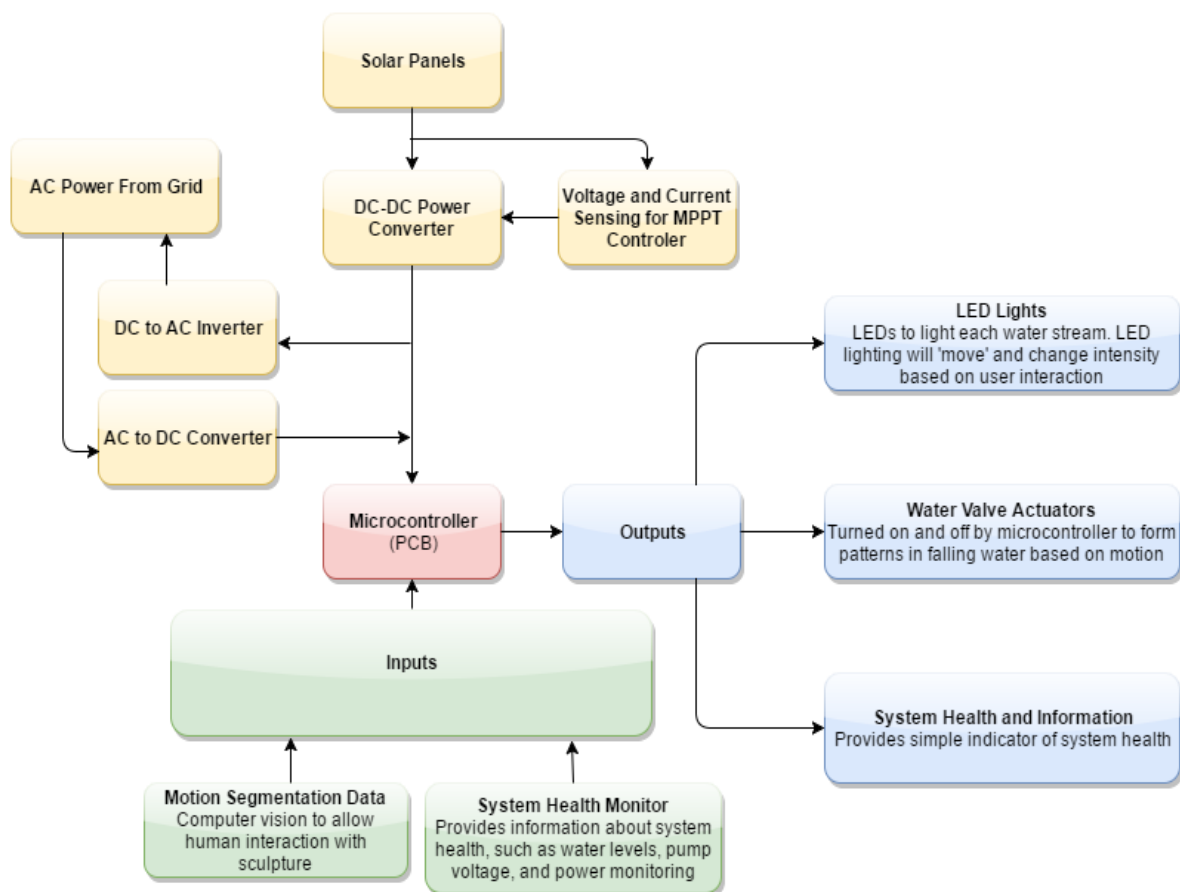 Solar Panels
AC Power From Grid
DC-DC Power
Converter
Voltage and Current
Sensing for MPPT
Controler
DC to AC Inverter
AC to DC Converter
Microcontroller
(PCB)
Outputs
LED Lights
LEDs to light each water stream. LED
lighting will 'move' and change intensity
based on user interaction
Water Valve Actuators
Turned on and off by microcontroller to form
patterns in falling water based on motion
System Health and Information
Provides simple indicator of system health
Inputs
Motion Segmentation Data
Computer vision to allow
human interaction with
sculpture
System Health Monitor
Provides information about system
health, such as water levels, pump
voltage, and power monitoring